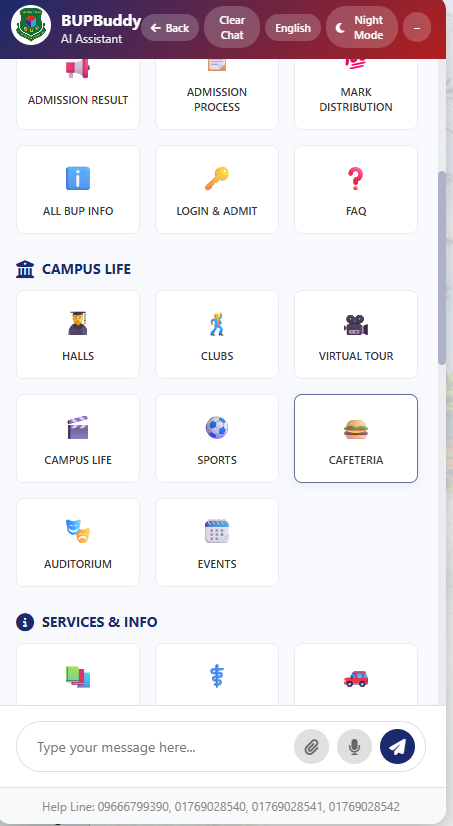 BUPBuddy
AI Assistant
← Back
Clear
Chat
English
Night
Mode
–
ADMISSION RESULT
ADMISSION
PROCESS
MARK
DISTRIBUTION
ALL BUP INFO
LOGIN & ADMIT
FAQ
CAMPUS LIFE
HALLS
CLUBS
VIRTUAL TOUR
CAMPUS LIFE
SPORTS
CAFETERIA
AUDITORIUM
EVENTS
SERVICES & INFO
Type your message here...
Help Line: 09666799390, 01769028540, 01769028541, 01769028542